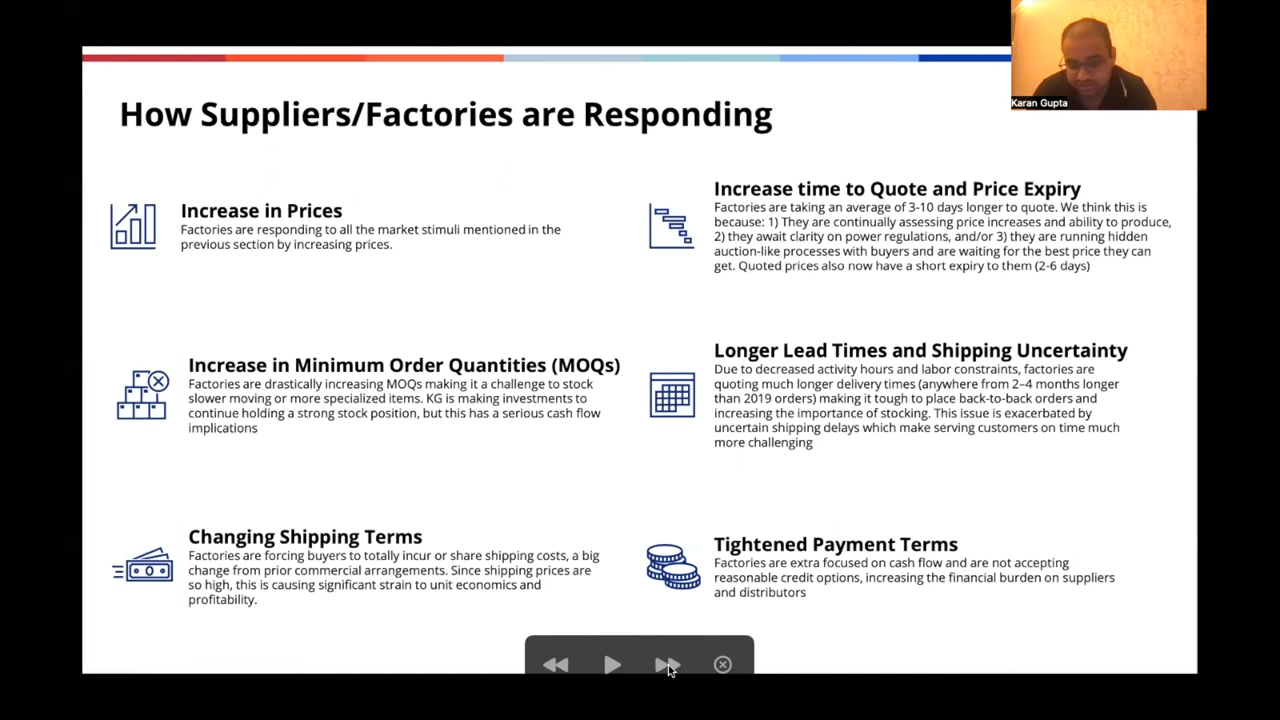 How Suppliers/Factories are Responding
Karan Gupta
Increase in Prices
Factories are responding to all the market stimuli mentioned in the
previous section by increasing prices.
Increase time to Quote and Price Expiry
Factories are taking an average of 3-10 days longer to quote. We think this is
because: 1) They are continually assessing price increases and ability to produce,
2) they await clarity on power regulations, and/or 3) they are running hidden
auction-like processes with buyers and are waiting for the best price they can
get. Quoted prices also now have a short expiry to them (2-6 days)
Increase in Minimum Order Quantities (MOQs)
Factories are drastically increasing MOQs making it a challenge to stock
slower moving or more specialized items. KG is making investments to
continue holding a strong stock position, but this has a serious cash flow
implications
Longer Lead Times and Shipping Uncertainty
Due to decreased activity hours and labor constraints, factories are
quoting much longer delivery times (anywhere from 2–4 months longer
than 2019 orders) making it tough to place back-to-back orders and
increasing the importance of stocking. This issue is exacerbated by
uncertain shipping delays which make serving customers on time much
more challenging
Changing Shipping Terms
Factories are forcing buyers to totally incur or share shipping costs, a big
change from prior commercial arrangements. Since shipping prices are
so high, this is causing significant strain to unit economics and
profitability.
Tightened Payment Terms
Factories are extra focused on cash flow and are not accepting
reasonable credit options, increasing the financial burden on suppliers
and distributors